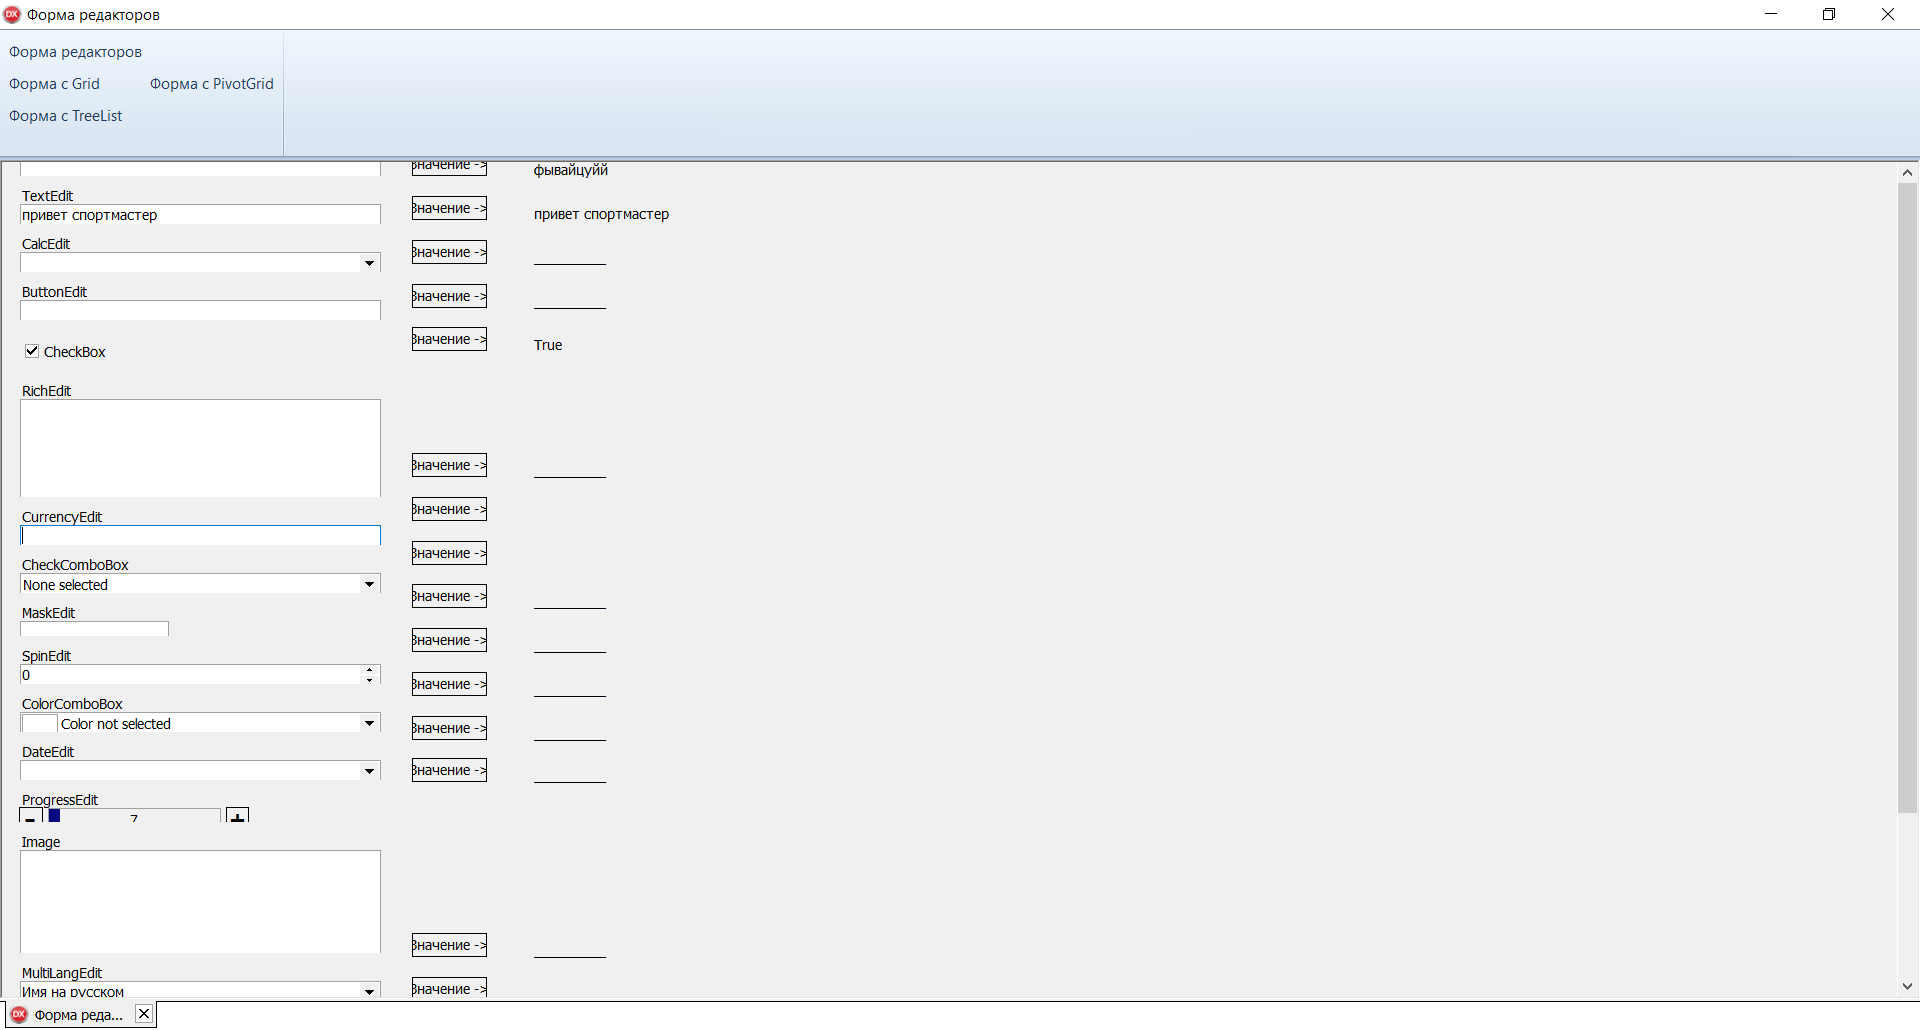 Форма редакторов
Форма редакторов
Форма с Grid
Форма с PivotGrid
Форма с TreeList
Значение ->
фывайцуйй
TextEdit
привет спортмастер
Значение ->
привет спортмастер
CalcEdit
Значение ->
ButtonEdit
Значение ->
CheckBox
Значение ->
True
RichEdit
Значение ->
CurrencyEdit
Значение ->
CheckComboBox
None selected
Значение ->
MaskEdit
Значение ->
SpinEdit
0
Значение ->
ColorComboBox
Color not selected
Значение ->
DateEdit
Значение ->
ProgressEdit
- 7 +
Значение ->
Image
Значение ->
MultiLangEdit
Имя на русском
Значение ->
Форма реда...